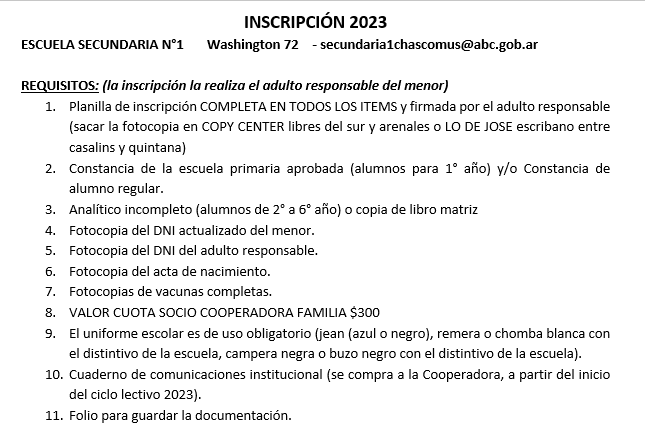 INSCRIPCIÓN 2023
ESCUELA SECUNDARIA N°1 Washington 72 - secundaria1chascomus@abc.gob.ar
REQUISITOS: (la inscripción la realiza el adulto responsable del menor)
1. Planilla de inscripción COMPLETA EN TODOS LOS ITEMS y firmada por el adulto responsable
(sacar la fotocopia en COPY CENTER libres del sur y arenales o LO DE JOSE escribano entre
casalins y quintana)
2. Constancia de la escuela primaria aprobada (alumnos para 1° año) y/o Constancia de
alumno regular.
3. Analítico incompleto (alumnos de 2° a 6° año) o copia de libro matriz
4. Fotocopia del DNI actualizado del menor.
5. Fotocopia del DNI del adulto responsable.
6. Fotocopia del acta de nacimiento.
7. Fotocopias de vacunas completas.
8. VALOR CUOTA SOCIO COOPERADORA FAMILIA $300
9. El uniforme escolar es de uso obligatorio (jean (azul o negro), remera o chomba blanca con
el distintivo de la escuela, campera negra o buzo negro con el distintivo de la escuela).
10. Cuaderno de comunicaciones institucional (se compra a la Cooperadora, a partir del inicio
del ciclo lectivo 2023).
11. Folio para guardar la documentación.